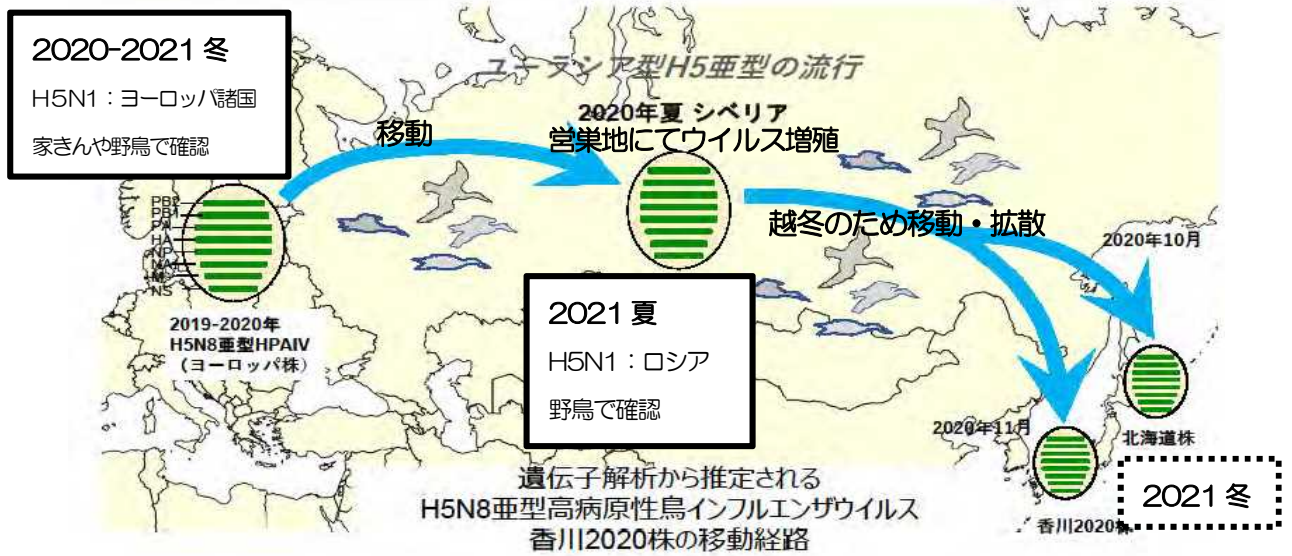 2020-2021 冬
H5N1:ヨーロッパ諸国
家きんや野鳥で確認
ユーラシア型H5亜型の流行
2020年夏 シベリア
営巣地にてウイルス増殖
移動
越冬のため移動・拡散
2020年10月
PB2
PB1
PA
HA
NP
NA
M
NS
2019-2020年
H5N8亜型HPAIV
(ヨーロッパ株)
2021 夏
H5N1:ロシア
野鳥で確認
2020年11月
北海道株
2021 冬
香川2020株
遺伝子解析から推定される
H5N8亜型高病原性鳥インフルエンザウイルス
香川2020株の移動経路